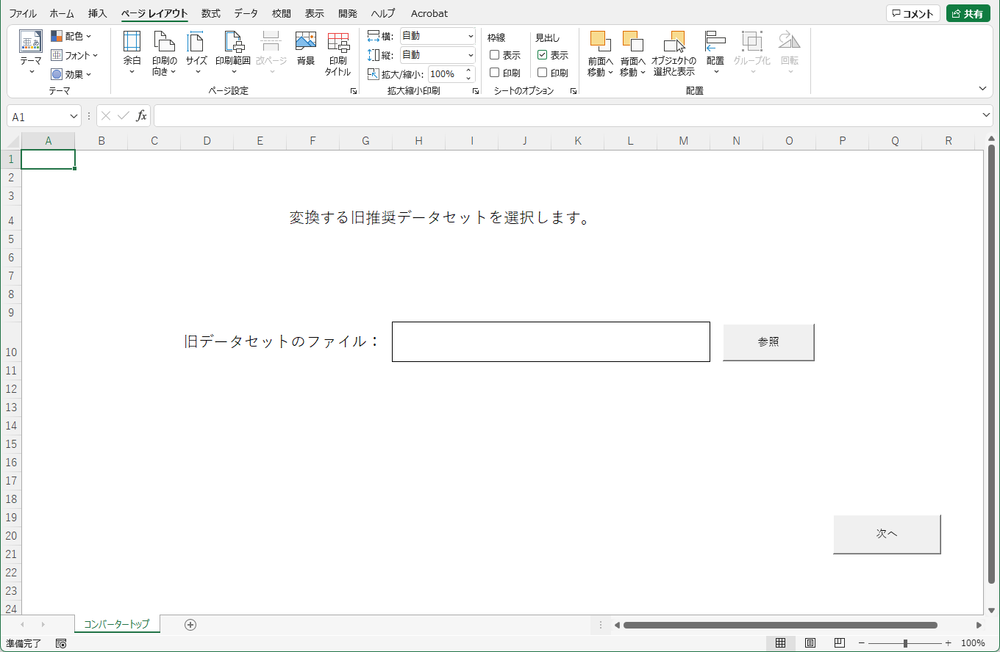 ファイル ホーム 挿入 ページ レイアウト 数式 データ 校閲 表示 開発 ヘルプ Acrobat コメント 共有
テーマ 配色 フォント 効果
余白 印刷の向き サイズ 印刷範囲 改ページ 背景 印刷タイトル
横: 自動
縦: 自動
拡大/縮小: 100%
枠線 見出し
表示 表示
印刷 印刷
前面へ移動 背面へ移動 オブジェクトの選択と表示 配置 グループ化 回転
テーマ ページ設定 拡大縮小印刷 シートのオプション 配置
A1 fx
A B C D E F G H I J K L M N O P Q R
1
2
3
4 変換する旧推奨データセットを選択します。
5
6
7
8
9
10 旧データセットのファイル： 参照
11
12
13
14
15
16
17
18
19
20 次へ
21
22
23
24
コンバータートップ
準備完了 100%